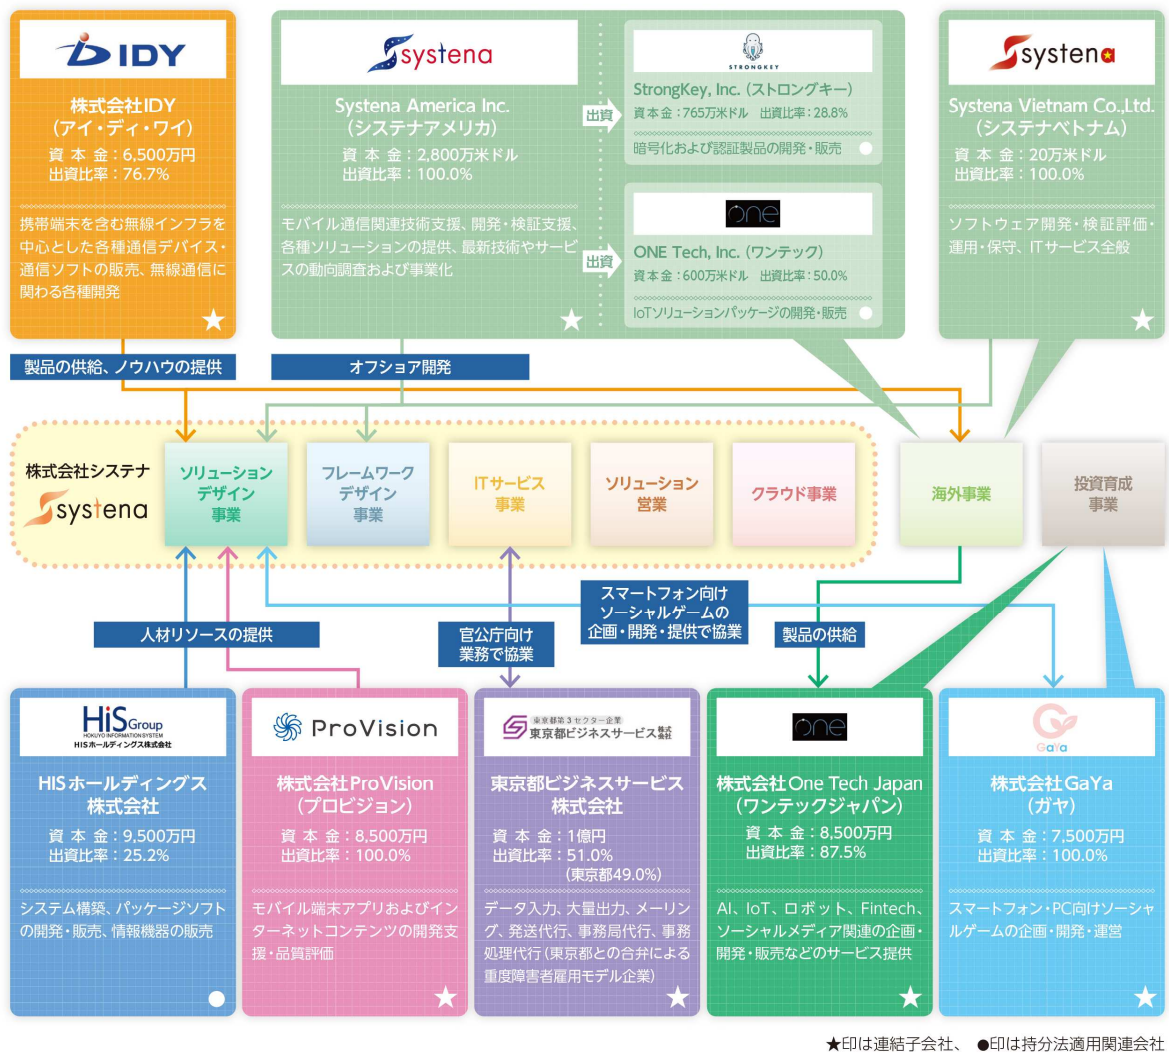 IDY
株式会社IDY
(アイ・ディ・ワイ)
資本金：6,500万円
出資比率：76.7%
携帯端末を含む無線インフラを
中心とした各種通信デバイス・
通信ソフトの販売、無線通信に
関わる各種開発
★
systena
Systena America Inc.
(システナアメリカ)
資本金：2,800万米ドル
出資比率：100.0%
モバイル通信関連技術支援、開発・検証支援、
各種ソリューションの提供、最新技術やサービ
スの動向調査および事業化
★
出資
STRONGKEY
StrongKey, Inc. (ストロングキー)
資本金：765万米ドル 出資比率：28.8%
暗号化および認証製品の開発・販売 ●
出資
one
ONE Tech, Inc. (ワンテック)
資本金：600万米ドル 出資比率：50.0%
IoTソリューションパッケージの開発・販売 ●
systena
Systena Vietnam Co.,Ltd.
(システナベトナム)
資本金：20万米ドル
出資比率：100.0%
ソフトウェア開発・検証評価・
運用・保守、ITサービス全般
★
製品の供給、ノウハウの提供
オフショア開発
株式会社システナ
systena
ソリューション
デザイン
事業
フレームワーク
デザイン
事業
ITサービス
事業
ソリューション
営業
クラウド事業
海外事業
投資育成
事業
人材リソースの提供
官公庁向け
業務で協業
スマートフォン向け
ソーシャルゲームの
企画・開発・提供で協業
製品の供給
HiS Group
HOKUYO INFORMATION SYSTEM
HISホールディングス株式会社
HISホールディングス
株式会社
資本金：9,500万円
出資比率：25.2%
システム構築、パッケージソフト
の開発・販売、情報機器の販売
●
ProVision
株式会社ProVision
(プロビジョン)
資本金：8,500万円
出資比率：100.0%
モバイル端末アプリおよびイン
ターネットコンテンツの開発支
援・品質評価
★
東京都第3セクター企業
東京都ビジネスサービス株式会社
東京都ビジネスサービス
株式会社
資本金：1億円
出資比率：51.0%
(東京都49.0%)
データ入力、大量出力、メーリン
グ、発送代行、事務局代行、事務
処理代行(東京都との合弁による
重度障害者雇用モデル企業)
★
one
株式会社One Tech Japan
(ワンテックジャパン)
資本金：8,500万円
出資比率：87.5%
AI、IoT、ロボット、Fintech、
ソーシャルメディア関連の企画・
開発・販売などのサービス提供
★
GaYa
株式会社GaYa
(ガヤ)
資本金：7,500万円
出資比率：100.0%
スマートフォン・PC向けソーシャ
ルゲームの企画・開発・運営
★
★印は連結子会社、 ●印は持分法適用関連会社